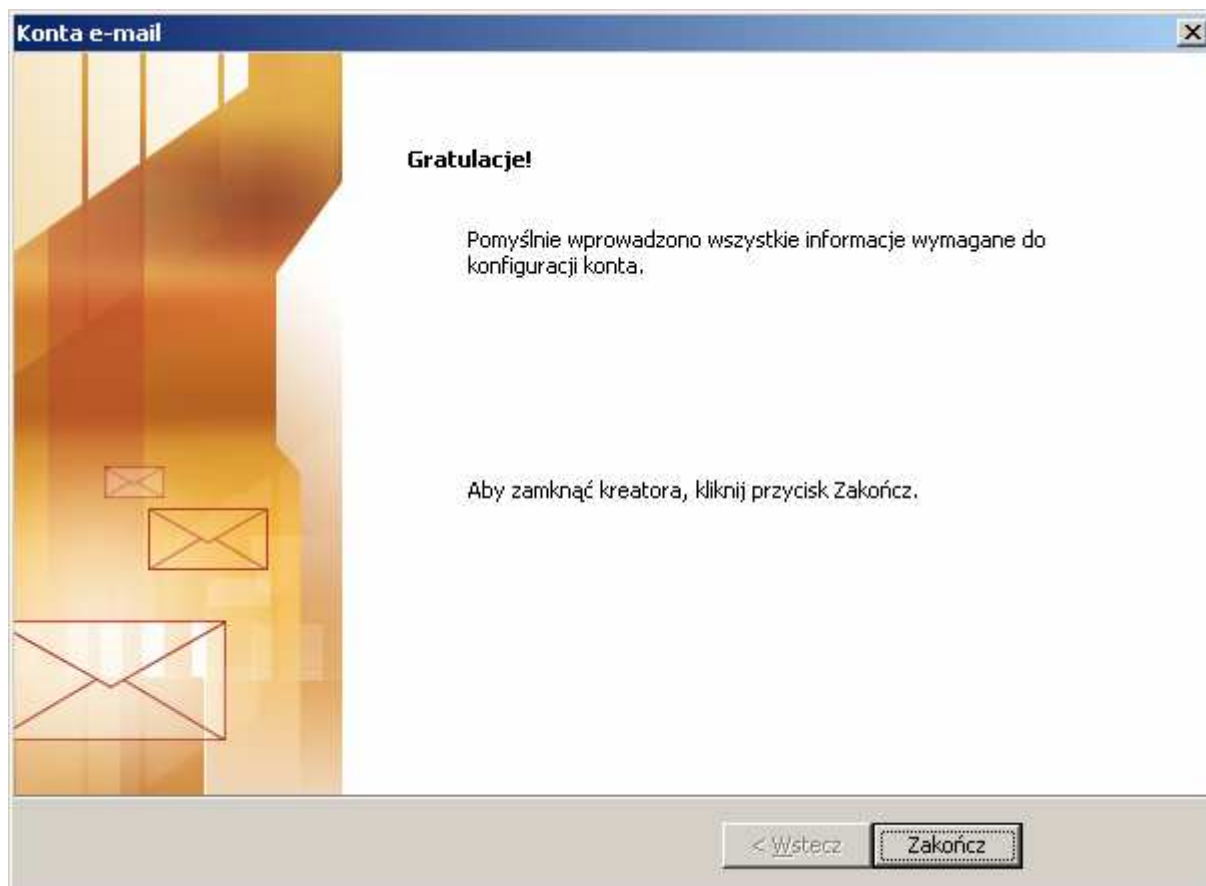 Konta e-mail
Gratulacje!
Pomyślnie wprowadzono wszystkie informacje wymagane do
konfiguracji konta.
Aby zamknąć kreatora, kliknij przycisk Zakończ.
< Wstecz
Zakończ